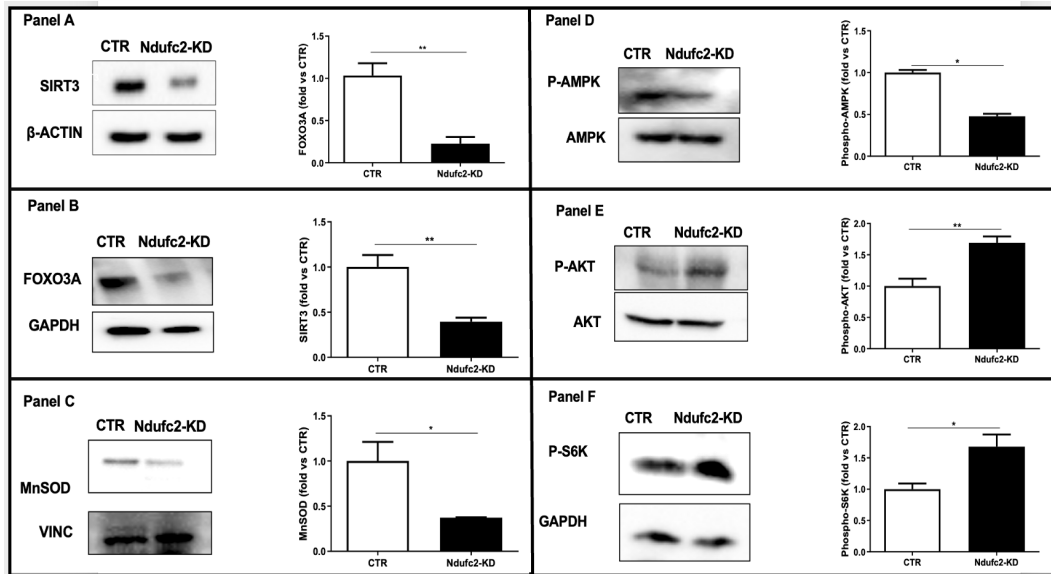 Panel A
CTR Ndufc2-KD
SIRT3
β-ACTIN
FOXO3A (fold vs CTR)
1.5
1.0
0.5
0.0
**
CTR Ndufc2-KD
Panel B
CTR Ndufc2-KD
FOXO3A
GAPDH
SIRT3 (fold vs CTR)
1.5
1.0
0.5
0.0
**
CTR Ndufc2-KD
Panel C
CTR Ndufc2-KD
MnSOD
VINC
MnSOD (fold vs CTR)
1.5
1.0
0.5
0.0
*
CTR Ndufc2-KD
Panel D
CTR Ndufc2-KD
P-AMPK
AMPK
Phospho-AMPK (fold vs CTR)
1.5
1.0
0.5
0.0
*
CTR Ndufc2-KD
Panel E
CTR Ndufc2-KD
P-AKT
AKT
Phospho-AKT (fold vs CTR)
2.0
1.5
1.0
0.5
0.0
**
CTR Ndufc2-KD
Panel F
CTR Ndufc2-KD
P-S6K
GAPDH
Phospho-S6K (fold vs CTR)
2.0
1.5
1.0
0.5
0.0
*
CTR Ndufc2-KD